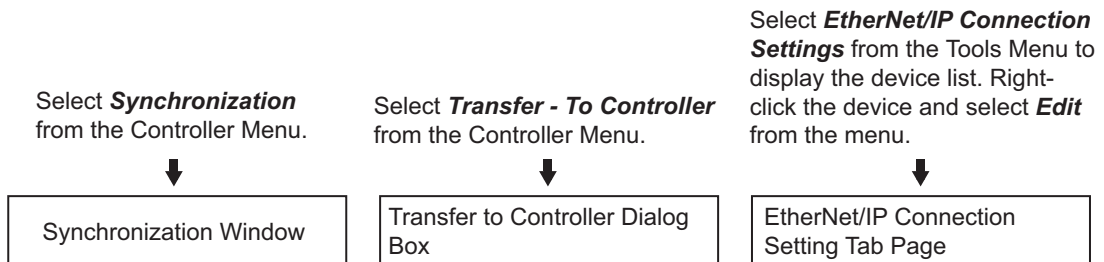 Select Synchronization
from the Controller Menu.
Synchronization Window
Select Transfer - To Controller
from the Controller Menu.
Transfer to Controller Dialog
Box
Select EtherNet/IP Connection
Settings from the Tools Menu to
display the device list. Right-
click the device and select Edit
from the menu.
EtherNet/IP Connection
Setting Tab Page